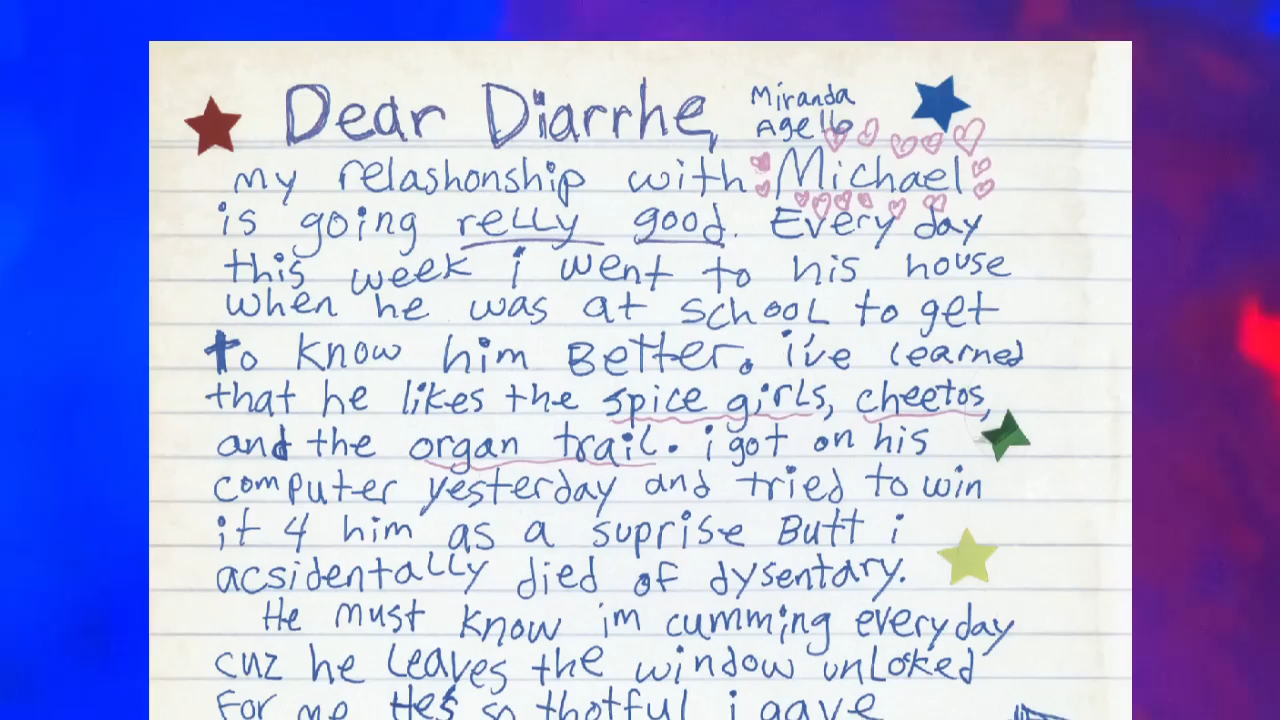 Dear Diarrhe,
Miranda
Agello
my relashonship with Michael
is going relly good. Every day
this week i went to his house
when he was at school to get
to know him Better. i've learned
that he likes the spice girls, cheetos,
and the organ trail. i got on his
computer yesterday and tried to win
it 4 him as a suprise Butt i
acsidentally died of dysentary.
He must know i'm cumming everyday
cuz he leaves the window unloked
for me. Hes so thotful i gave